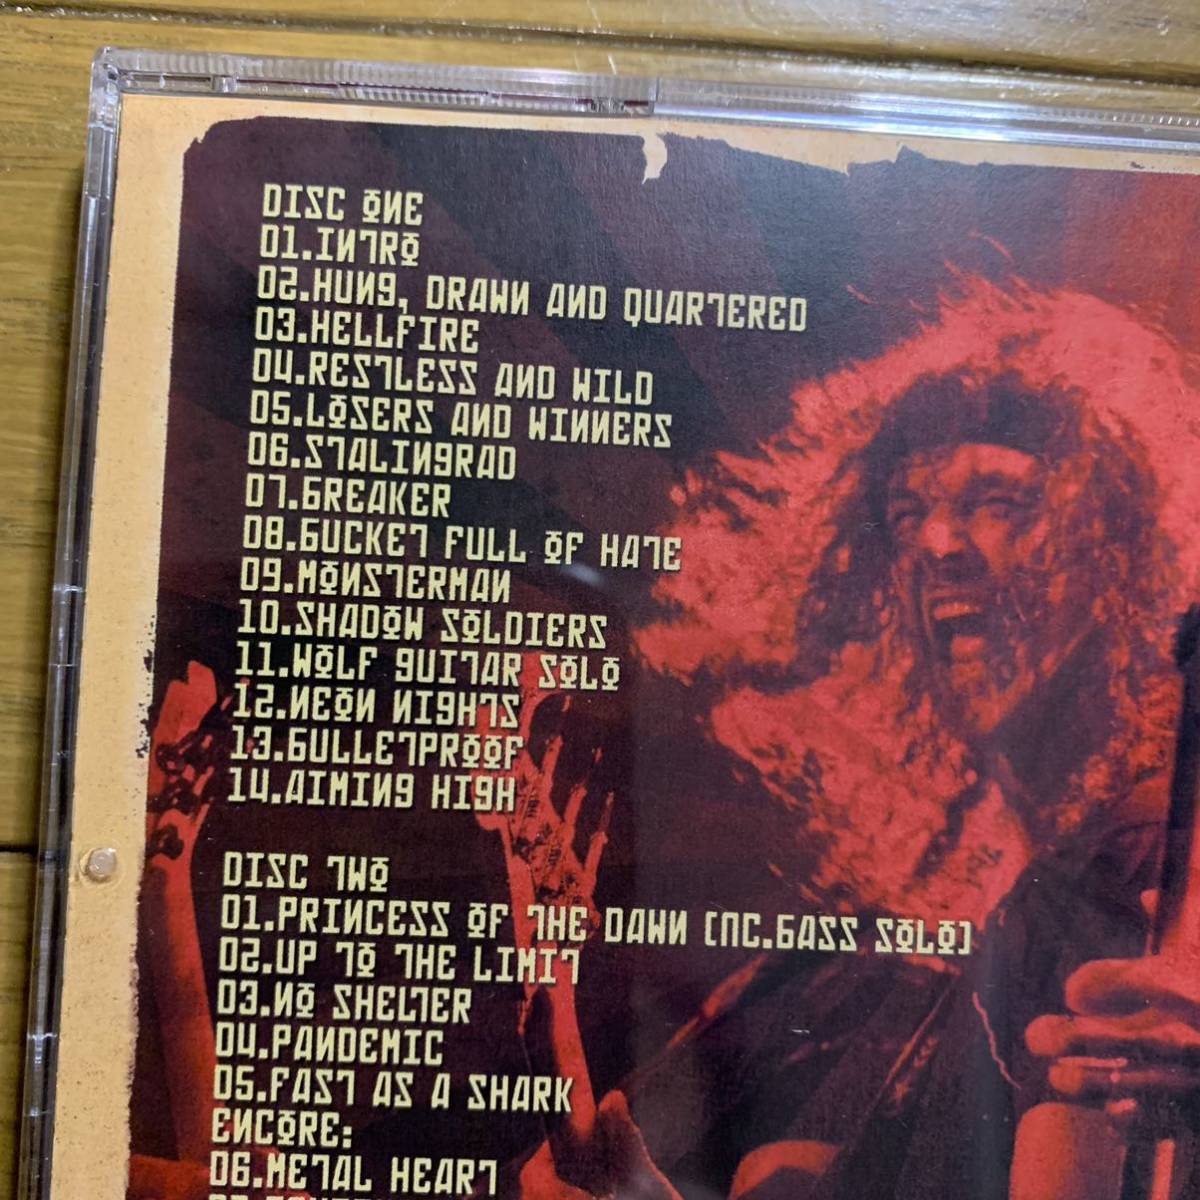 DISC ONE
01.INTRO
02.HUNG, DRAWN AND QUARTERED
03.HELLFIRE
04.RESTLESS AND WILD
05.LOSERS AND WINNERS
06.STALINGRAD
07.BREAKER
08.BUCKET FULL OF HATE
09.MONSTERMAN
10.SHADOW SOLDIERS
11.WOLF GUITAR SOLO
12.NEON NIGHTS
13.BULLETPROOF
14.AIMING HIGH
DISC TWO
01.PRINCESS OF THE DAWN (INC.BASS SOLO)
02.UP TO THE LIMIT
03.NO SHELTER
04.PANDEMIC
05.FAST AS A SHARK
ENCORE:
06.METAL HEART